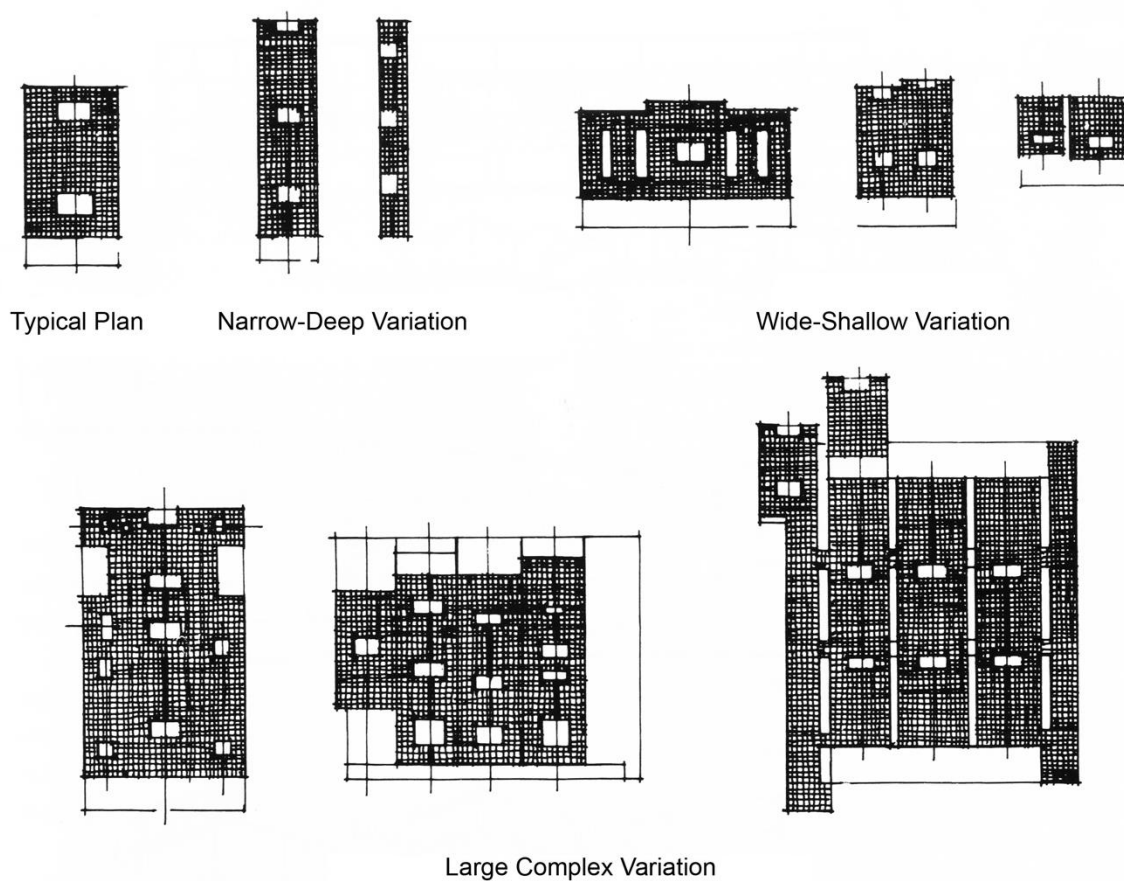 Typical Plan
Narrow-Deep Variation
Wide-Shallow Variation
Large Complex Variation